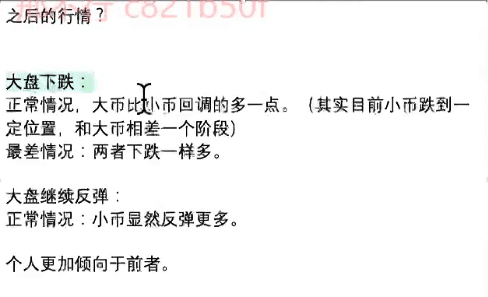 c821b50f
之后的行情？
大盘下跌：
正常情况，大币比小币回调的多一点。（其实目前小币跌到一
定位置，和大币相差一个阶段）
最差情况：两者下跌一样多。
大盘继续反弹：
正常情况：小币显然反弹更多。
个人更加倾向于前者。